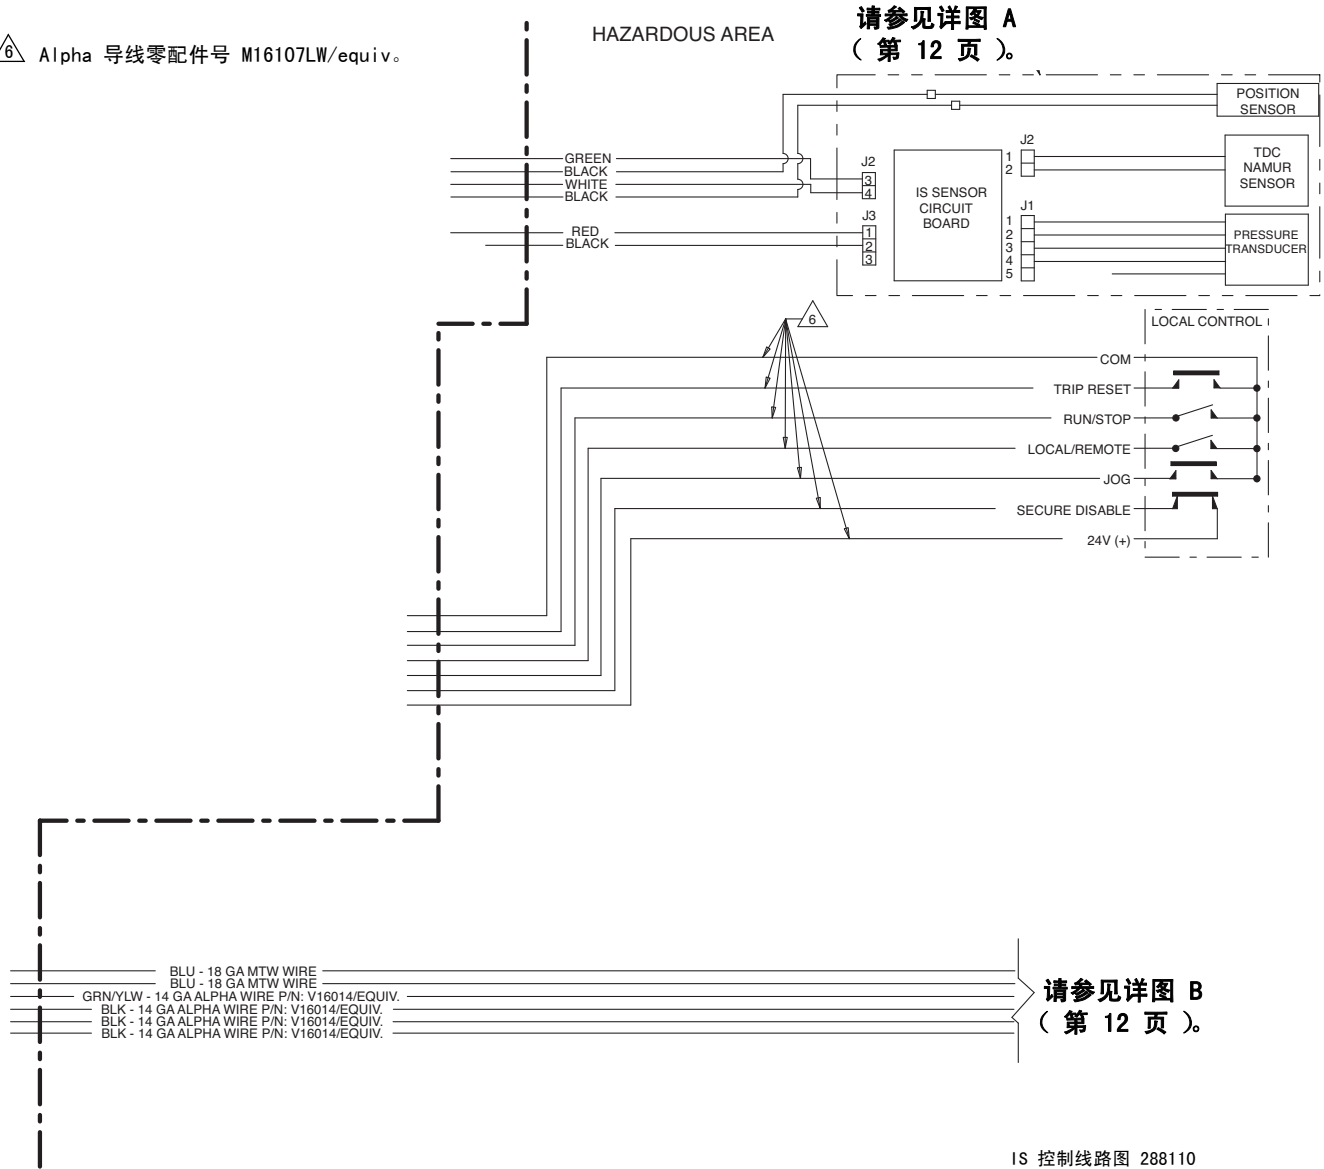 6 Alpha 导线零配件号 M16107LW/equiv。
HAZARDOUS AREA
请参见详图 A
( 第 12 页 )。
POSITION
SENSOR
GREEN
BLACK
WHITE
BLACK
RED
BLACK
J2
3
4
J3
1
2
3
IS SENSOR
CIRCUIT
BOARD
J2
1
2
J1
1
2
3
4
5
TDC
NAMUR
SENSOR
PRESSURE
TRANSDUCER
6
LOCAL CONTROL
COM
TRIP RESET
RUN/STOP
LOCAL/REMOTE
JOG
SECURE DISABLE
24V (+)
BLU - 18 GA MTW WIRE
BLU - 18 GA MTW WIRE
GRN/YLW - 14 GA ALPHA WIRE P/N: V16014/EQUIV.
BLK - 14 GA ALPHA WIRE P/N: V16014/EQUIV.
BLK - 14 GA ALPHA WIRE P/N: V16014/EQUIV.
BLK - 14 GA ALPHA WIRE P/N: V16014/EQUIV.
请参见详图 B
( 第 12 页 )。
IS 控制线路图 288110